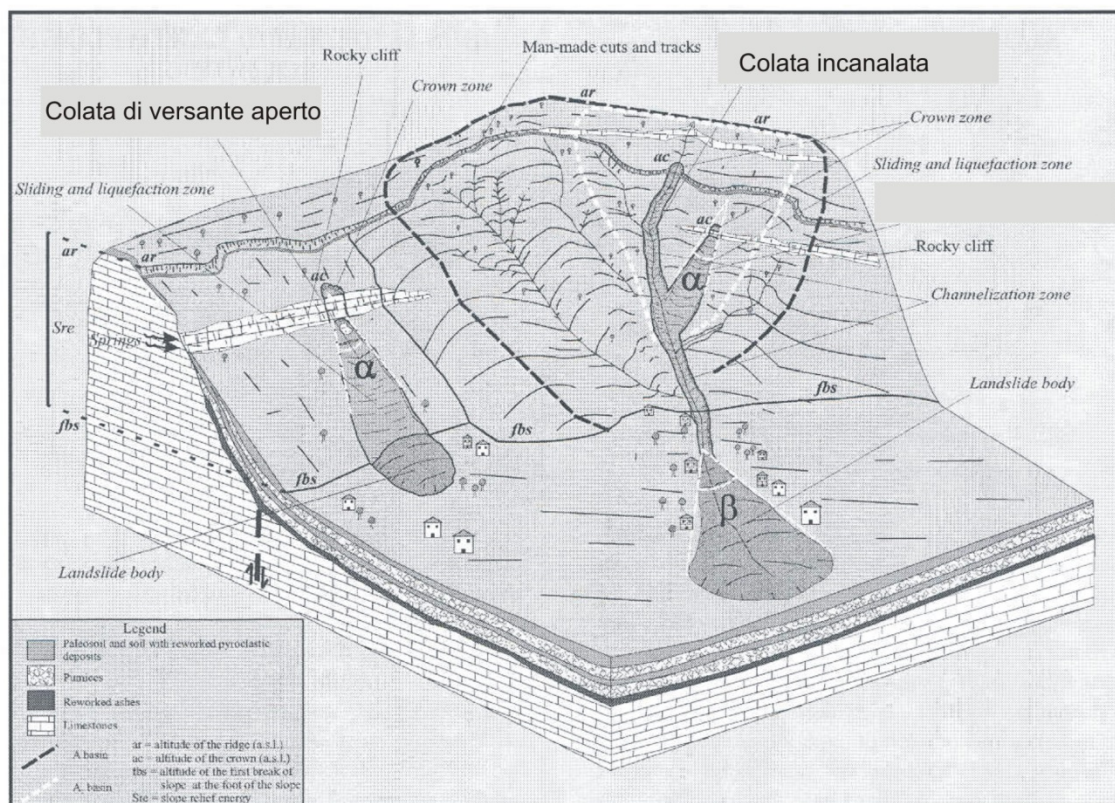 Man-made cuts and tracks
Colata incanalata
Rocky cliff
Crown zone
Colata di versante aperto
ar
ar
Crown zone
ac
Sliding and liquefaction zone
Sliding and liquefaction zone
ac
Rocky cliff
ar
ar
ac
α
Channelization zone
Sre
Springs
α
Landslide body
fbs
fbs
fbs
fbs
β
Landslide body
Legend
Paleosoil and soil with reworked pyroclastic
deposits
Pumices
Reworked ashes
Limestones
A basin
A, basin
ar = altitude of the ridge (a.s.l.)
ac = altitude of the crown (a.s.l.)
fbs = altitude of the first break of
slope at the foot of the slope
Sre = slope relief energy